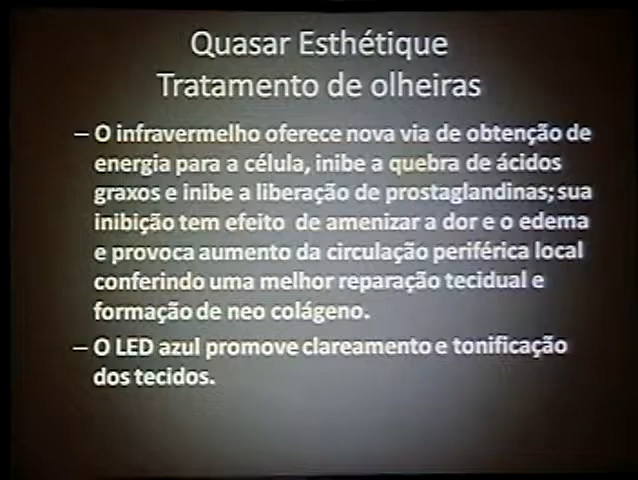 Quasar Esthétique
Tratamento de olheiras
– O infravermelho oferece nova via de obtenção de
energia para a célula, inibe a quebra de ácidos
graxos e inibe a liberação de prostaglandinas; sua
inibição tem efeito de amenizar a dor e o edema
e provoca aumento da circulação periférica local
conferindo uma melhor reparação tecidual e
formação de neo colágeno.
– O LED azul promove clareamento e tonificação
dos tecidos.